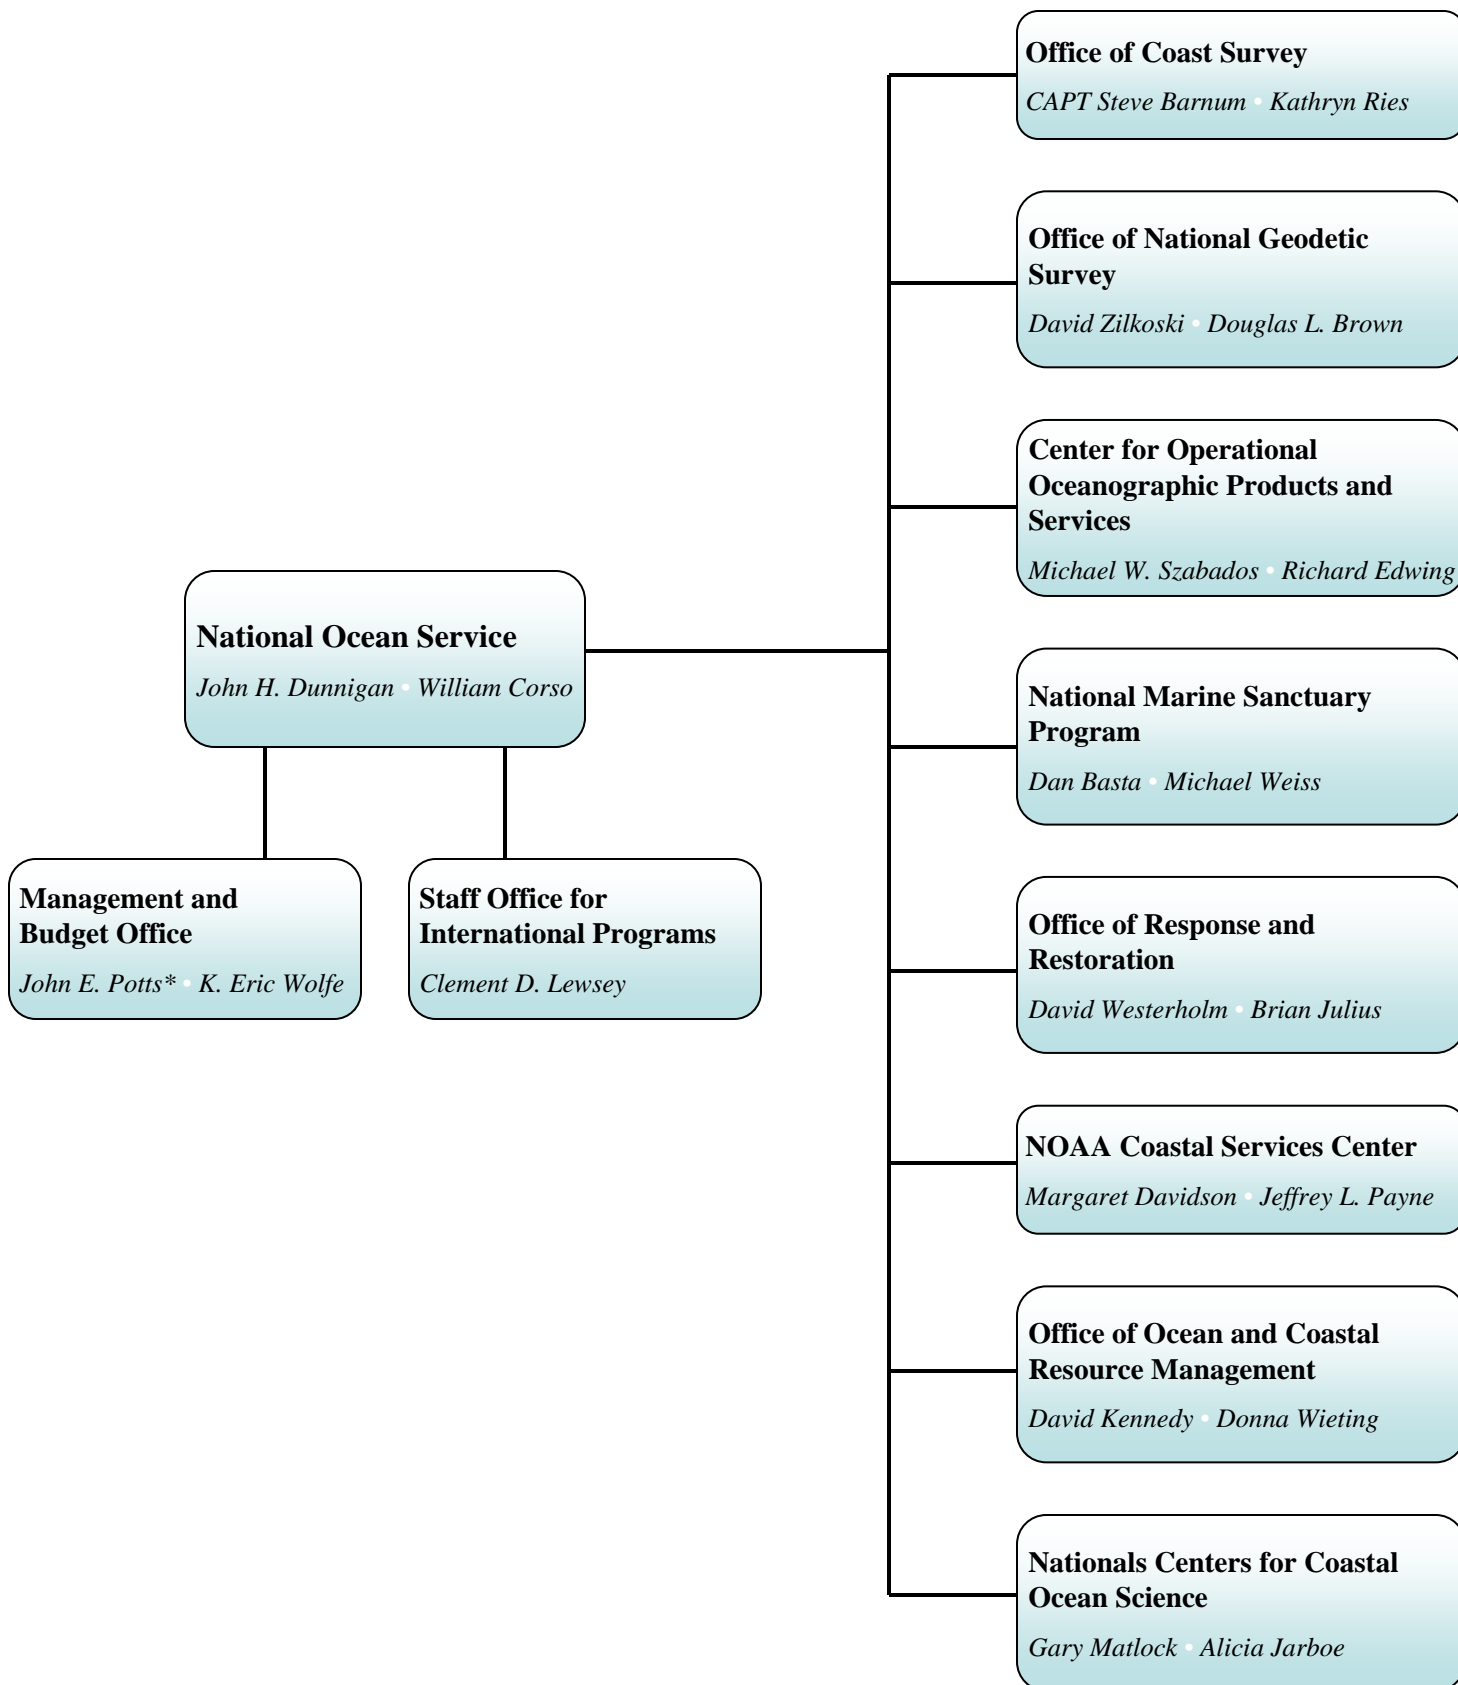 Office of Coast Survey
CAPT Steve Barnum • Kathryn Ries
Office of National Geodetic
Survey
David Zilkoski • Douglas L. Brown
Center for Operational
Oceanographic Products and
Services
Michael W. Szabados • Richard Edwing
National Ocean Service
John H. Dunnigan • William Corso
National Marine Sanctuary
Program
Dan Basta • Michael Weiss
Management and
Budget Office
John E. Potts* • K. Eric Wolfe
Staff Office for
International Programs
Clement D. Lewsey
Office of Response and
Restoration
David Westerholm • Brian Julius
NOAA Coastal Services Center
Margaret Davidson • Jeffrey L. Payne
Office of Ocean and Coastal
Resource Management
David Kennedy • Donna Wieting
Nationals Centers for Coastal
Ocean Science
Gary Matlock • Alicia Jarboe